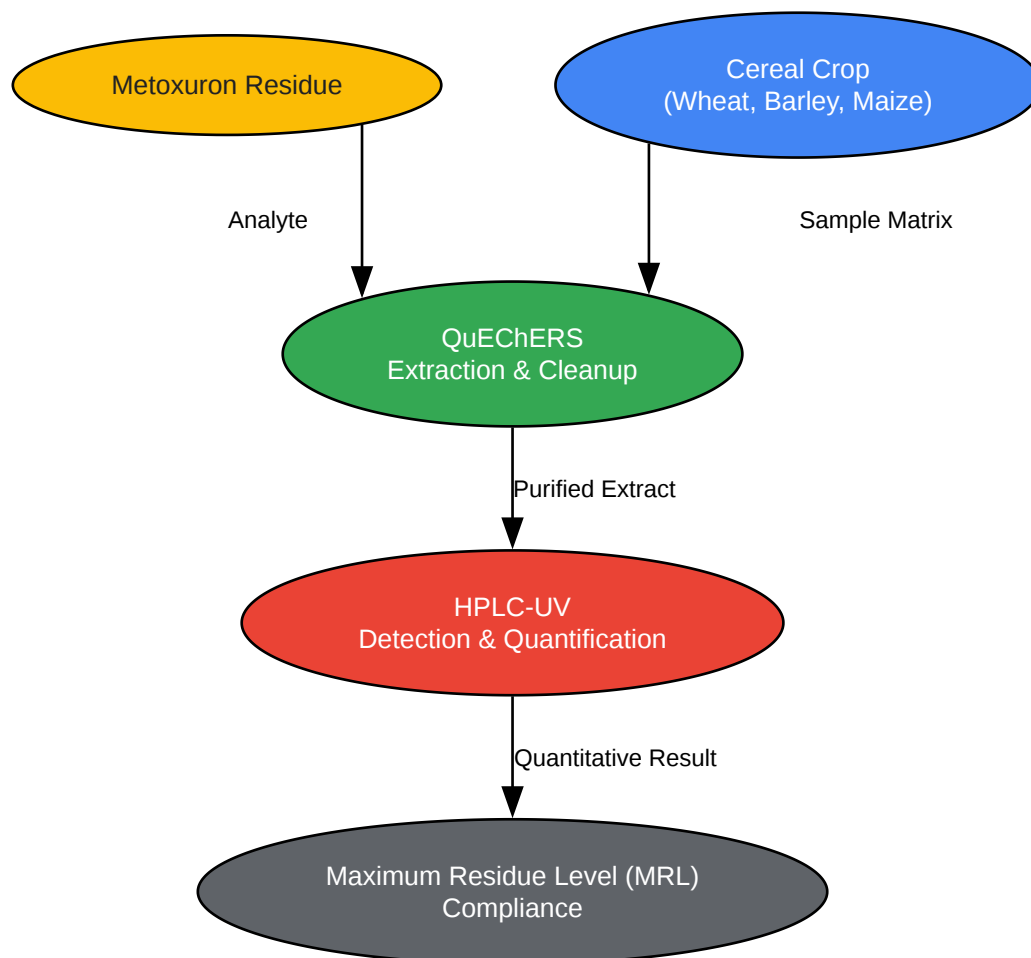 Metoxuron Residue
Cereal Crop
(Wheat, Barley, Maize)
Analyte
Sample Matrix
QuEChERS
Extraction & Cleanup
Purified Extract
HPLC-UV
Detection & Quantification
Quantitative Result
Maximum Residue Level (MRL)
Compliance